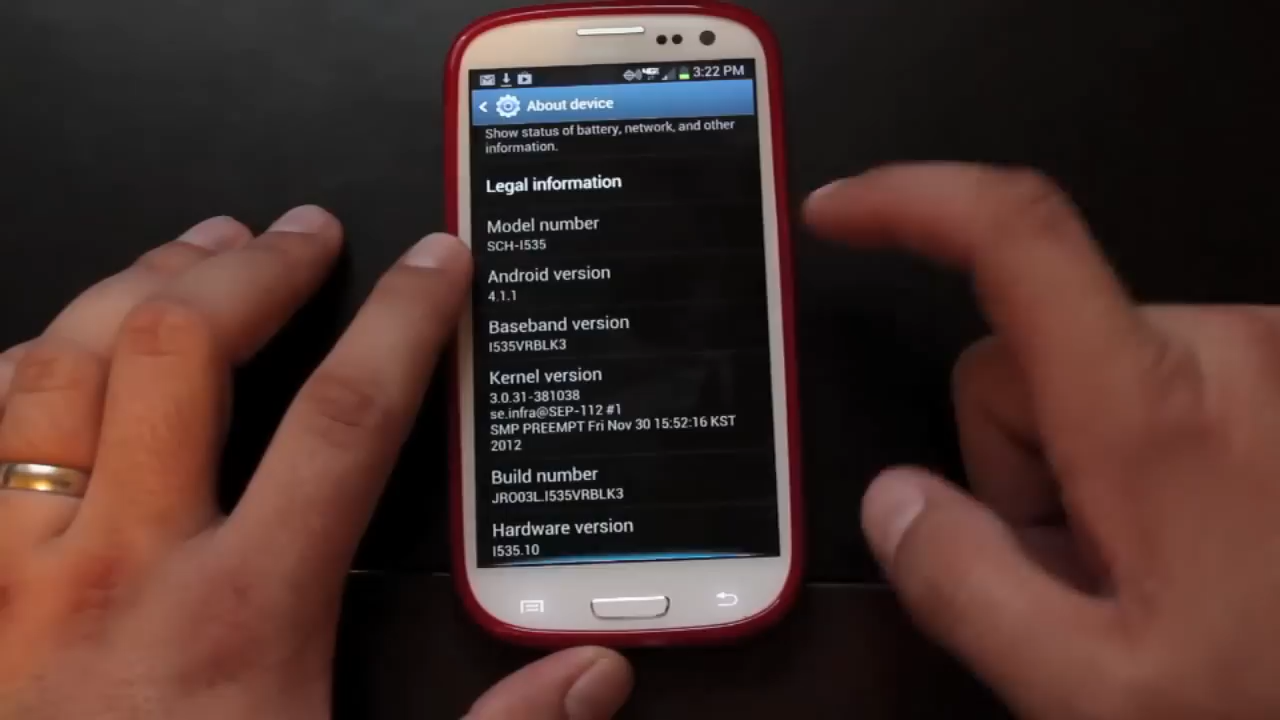 3:22 PM
About device
Show status of battery, network, and other
information.
Legal information
Model number
SCH-I535
Android version
4.1.1
Baseband version
I535VRBLK3
Kernel version
3.0.31-381038
se.infra@SEP-112 #1
SMP PREEMPT Fri Nov 30 15:52:16 KST
2012
Build number
JRO03L.I535VRBLK3
Hardware version
I535.10